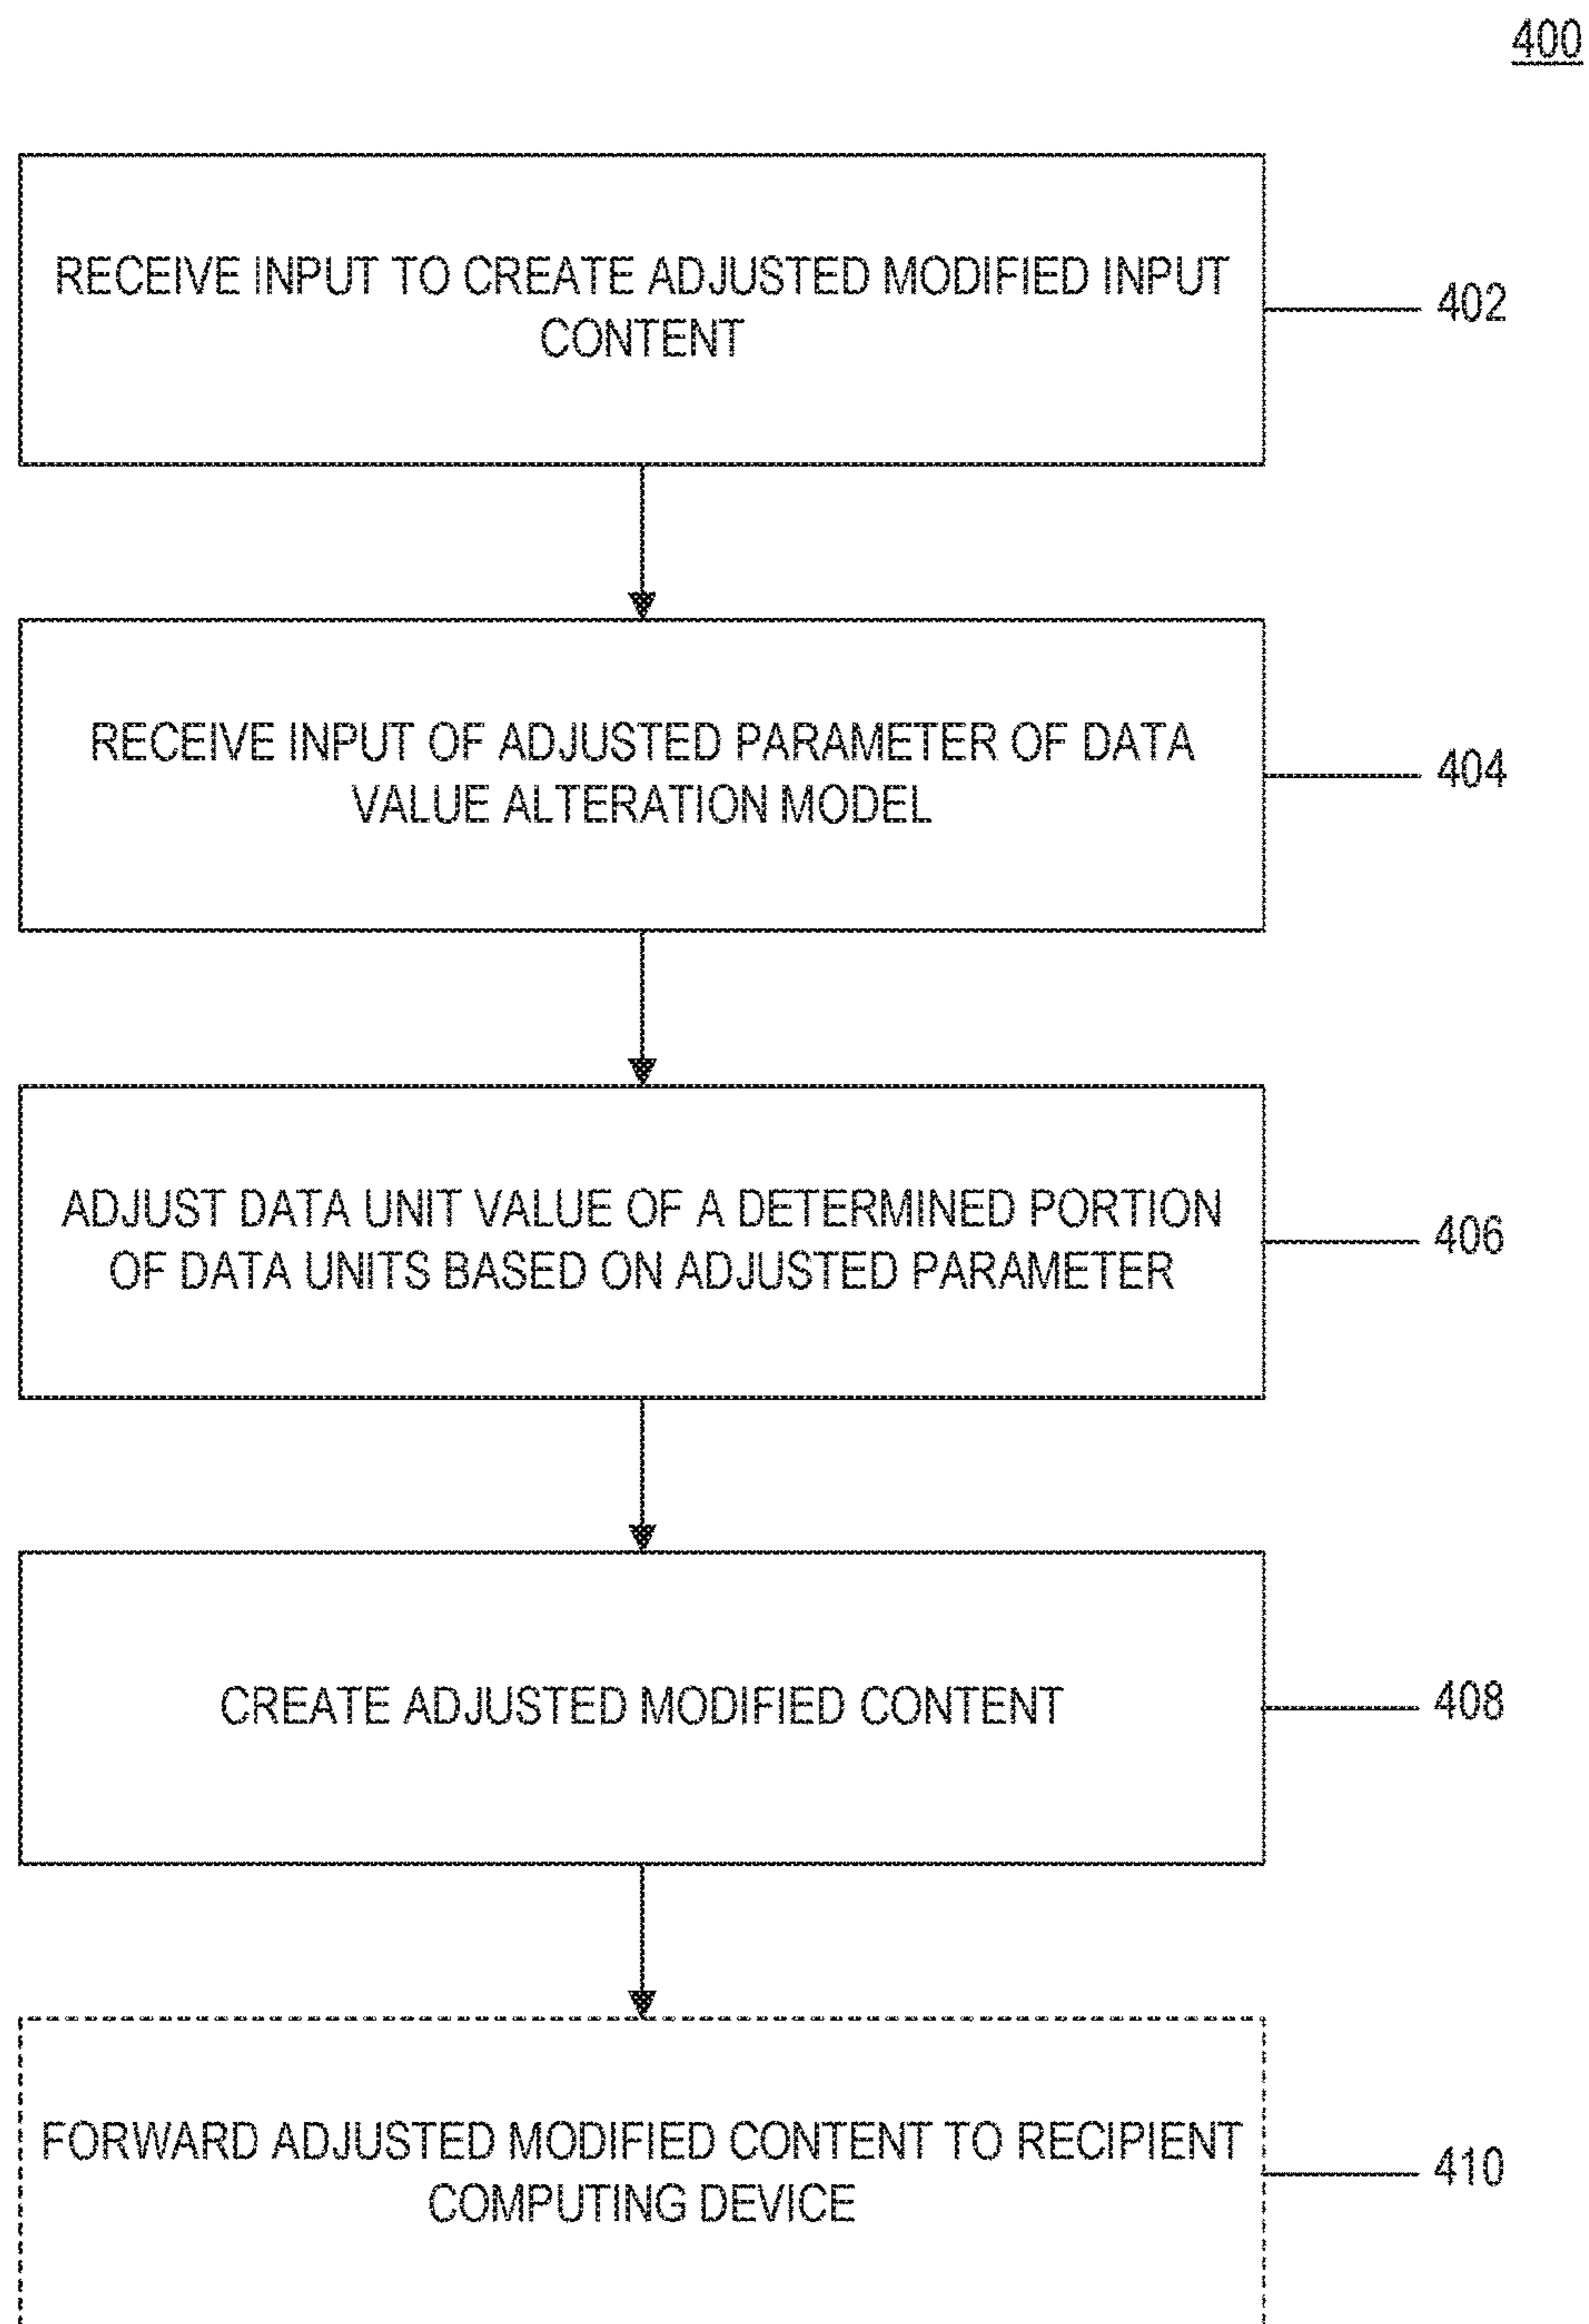 400
RECEIVE INPUT TO CREATE ADJUSTED MODIFIED INPUT
CONTENT
402
RECEIVE INPUT OF ADJUSTED PARAMETER OF DATA
VALUE ALTERATION MODEL
404
ADJUST DATA UNIT VALUE OF A DETERMINED PORTION
OF DATA UNITS BASED ON ADJUSTED PARAMETER
406
CREATE ADJUSTED MODIFIED CONTENT
408
FORWARD ADJUSTED MODIFIED CONTENT TO RECIPIENT
COMPUTING DEVICE
410